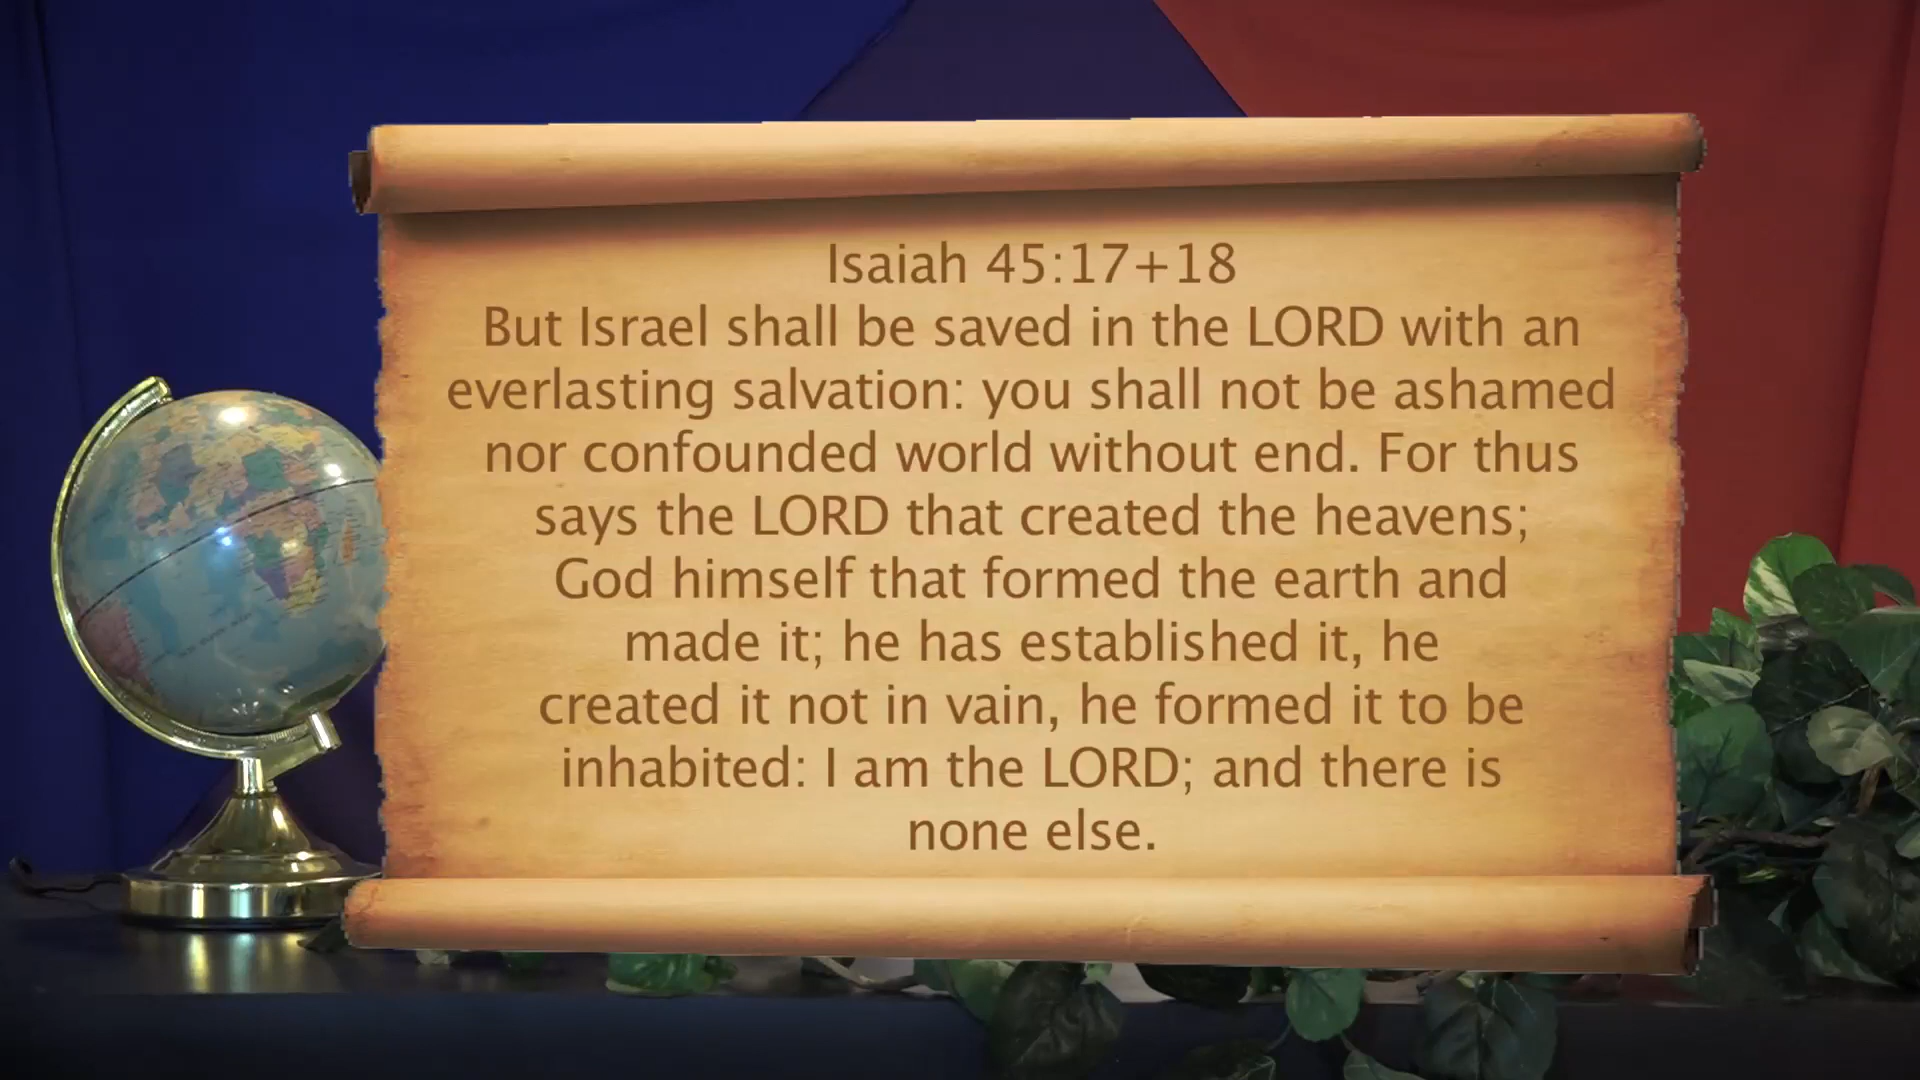 Isaiah 45:17+18
But Israel shall be saved in the LORD with an
everlasting salvation: you shall not be ashamed
nor confounded world without end. For thus
says the LORD that created the heavens;
God himself that formed the earth and
made it; he has established it, he
created it not in vain, he formed it to be
inhabited: I am the LORD; and there is
none else.